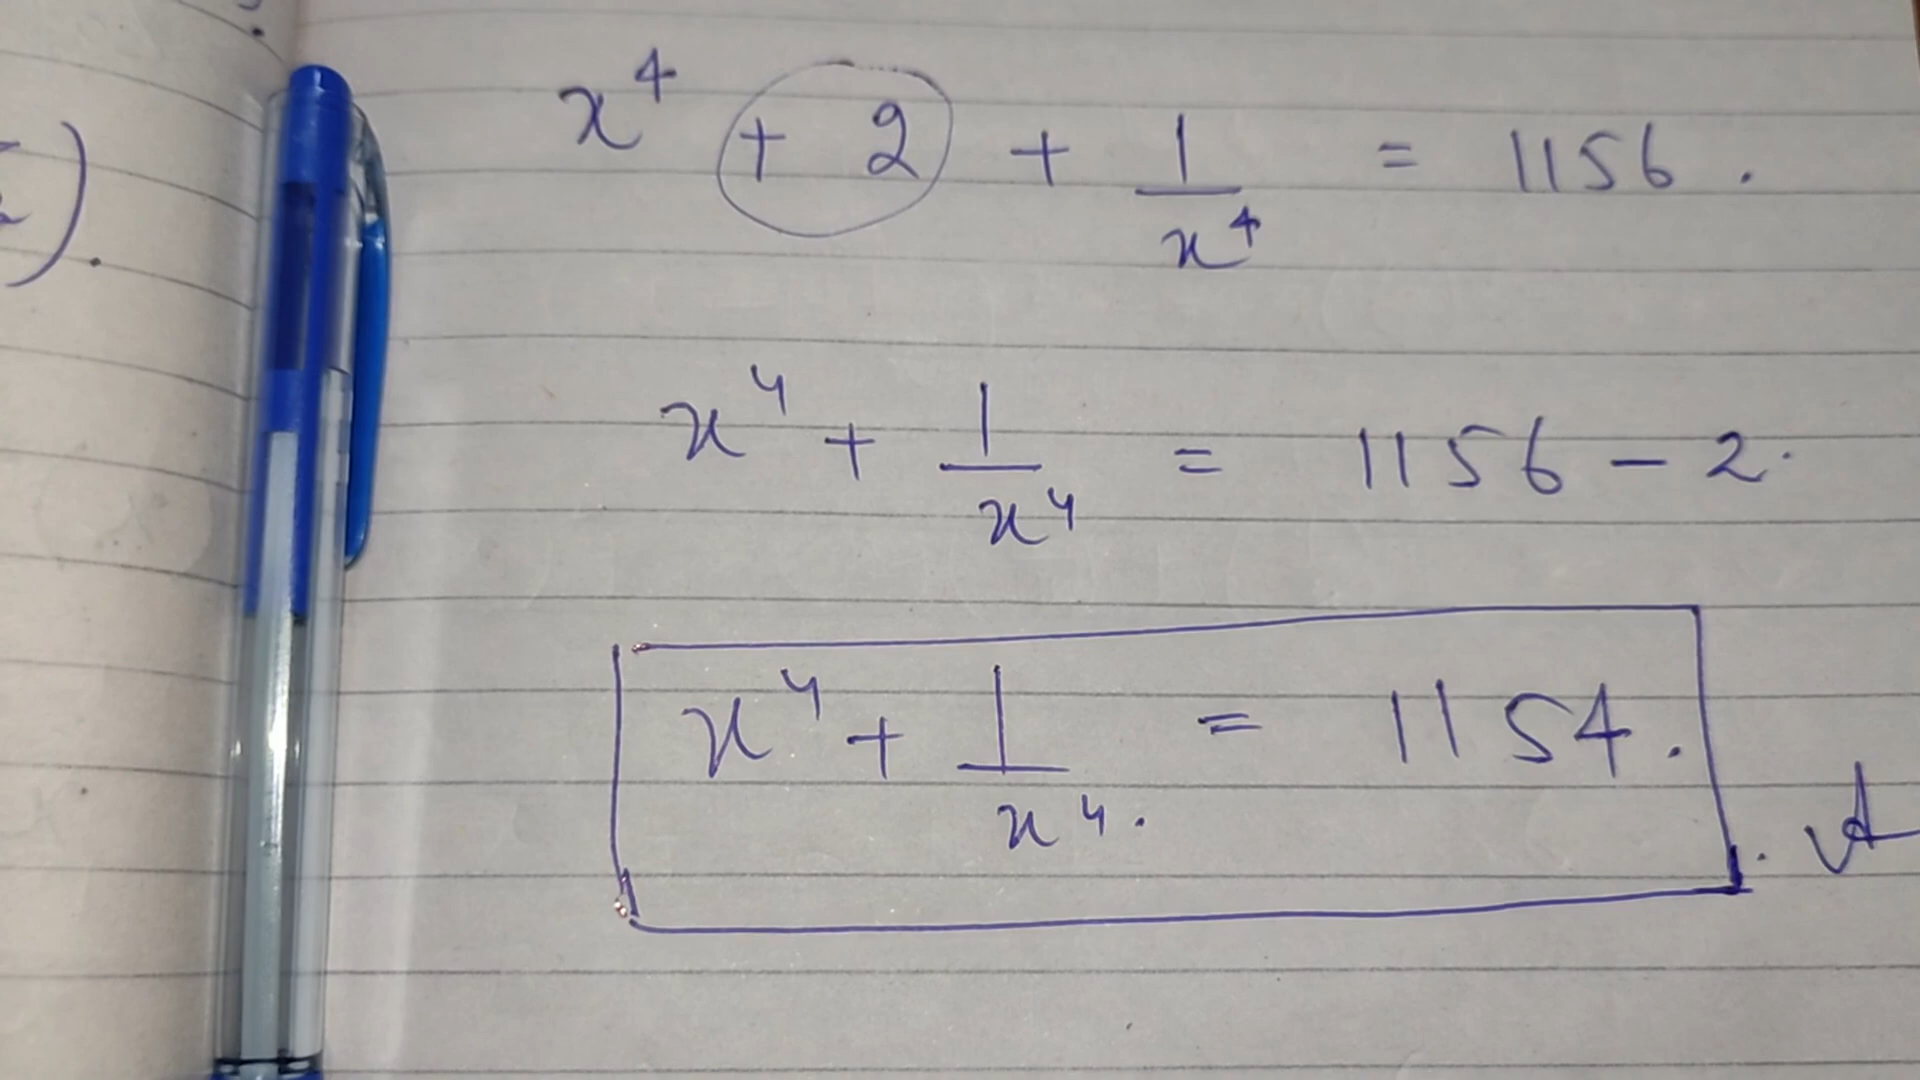 x⁴ + 2 + 1/x⁴ = 1156.
x⁴ + 1/x⁴ = 1156 - 2.
x⁴ + 1/x⁴. = 1154.